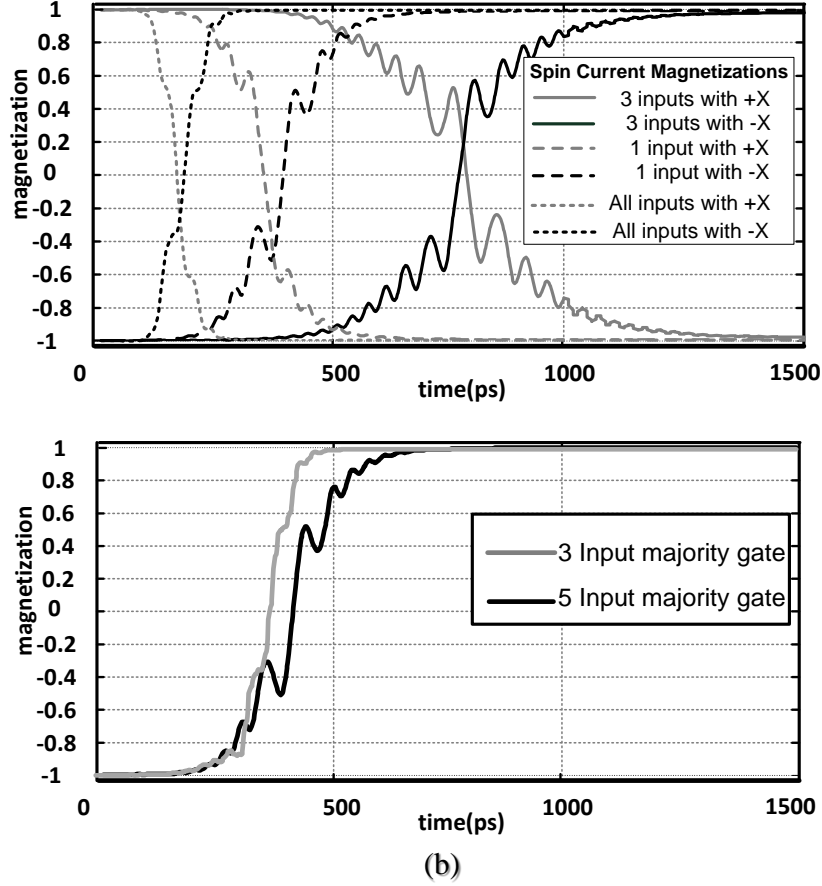 1
0.8
0.6
0.4
0.2
0
-0.2
-0.4
-0.6
-0.8
-1
magnetization
Spin Current Magnetizations
3 inputs with +X
3 inputs with -X
1 input with +X
1 input with -X
All inputs with +X
All inputs with -X
0 500 1000 1500
time(ps)
1
0.8
0.6
0.4
0.2
0
-0.2
-0.4
-0.6
-0.8
-1
magnetization
3 Input majority gate
5 Input majority gate
0 500 1000 1500
time(ps)
(b)